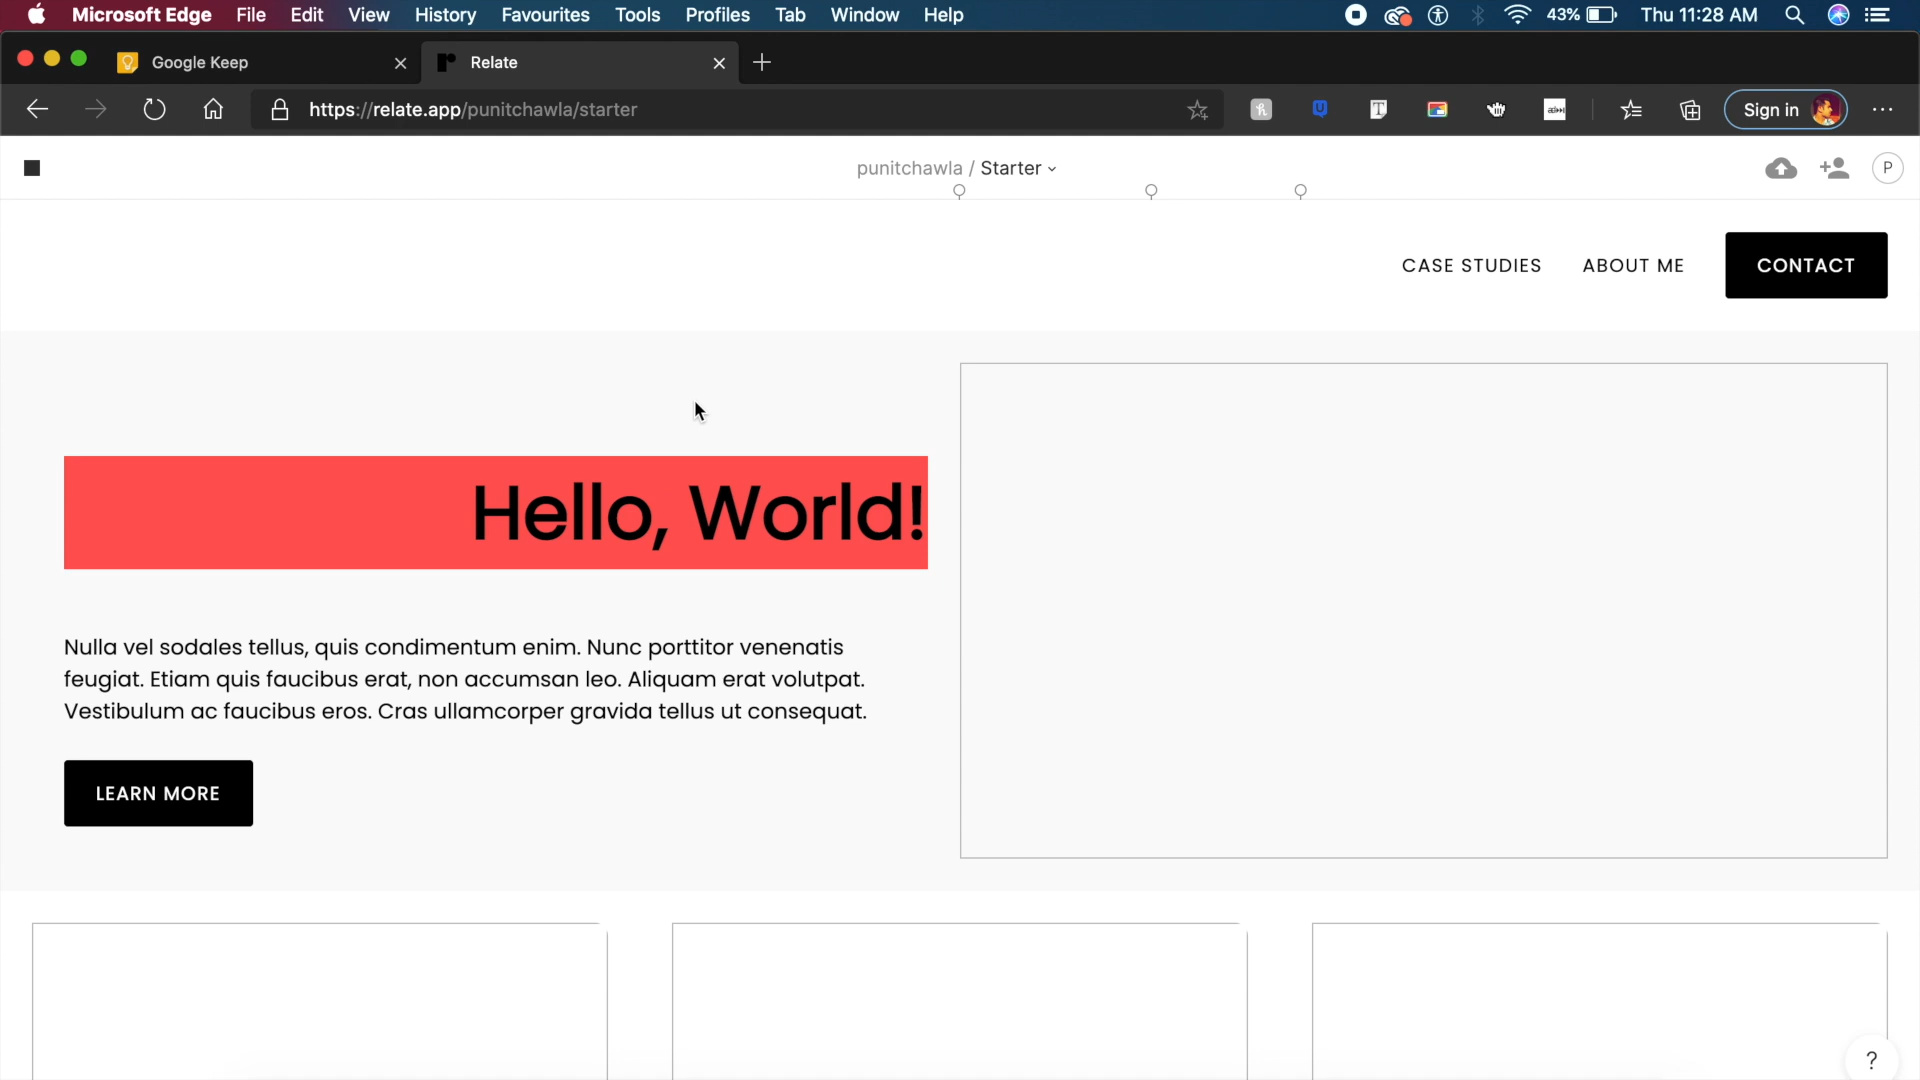 Microsoft Edge File Edit View History Favourites Tools Profiles Tab Window Help 43% Thu 11:28 AM
Google Keep Relate
https://relate.app/punitchawla/starter Sign in
punitchawla / Starter P
CASE STUDIES ABOUT ME CONTACT
Hello, World!
Nulla vel sodales tellus, quis condimentum enim. Nunc porttitor venenatis
feugiat. Etiam quis faucibus erat, non accumsan leo. Aliquam erat volutpat.
Vestibulum ac faucibus eros. Cras ullamcorper gravida tellus ut consequat.
LEARN MORE
?